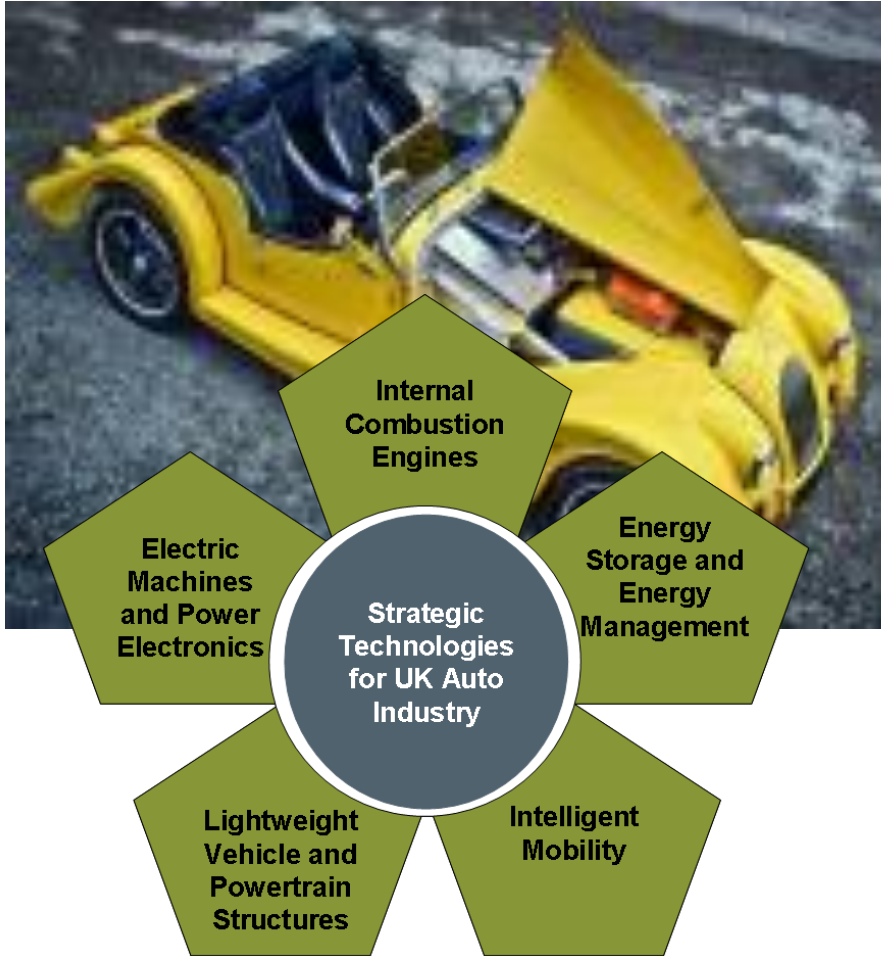 Internal
Combustion
Engines
Electric
Machines
and Power
Electronics
Energy
Storage and
Energy
Management
Strategic
Technologies
for UK Auto
Industry
Lightweight
Vehicle and
Powertrain
Structures
Intelligent
Mobility